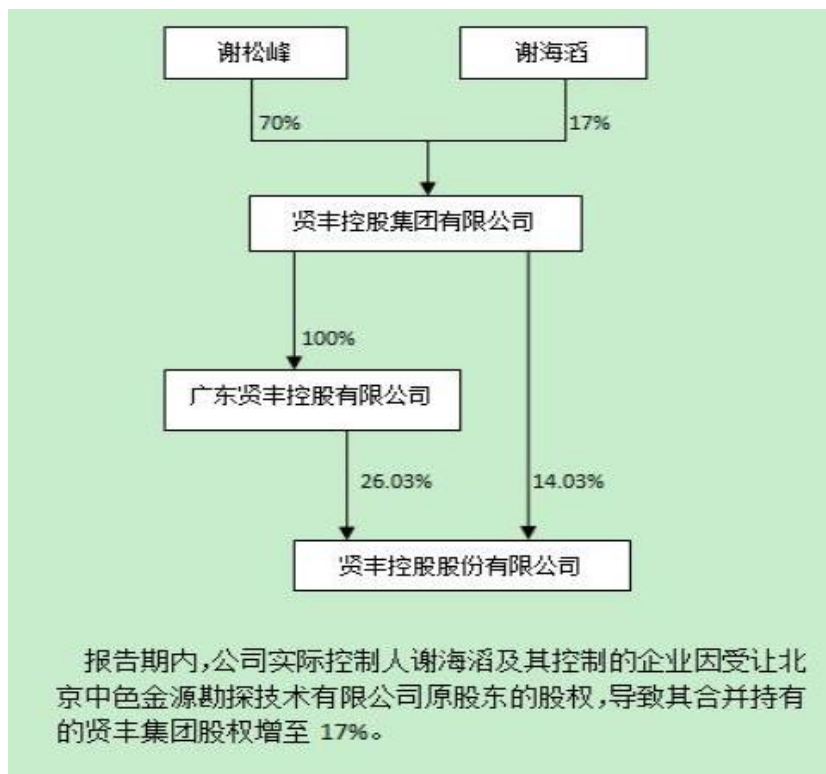 谢松峰
谢海滔
70%
17%
贤丰控股集团有限公司
100%
广东贤丰控股有限公司
26.03%
14.03%
贤丰控股股份有限公司
报告期内,公司实际控制人谢海滔及其控制的企业因受让北
京中色金源勘探技术有限公司原股东的股权,导致其合并持有
的贤丰集团股权增至 17%。